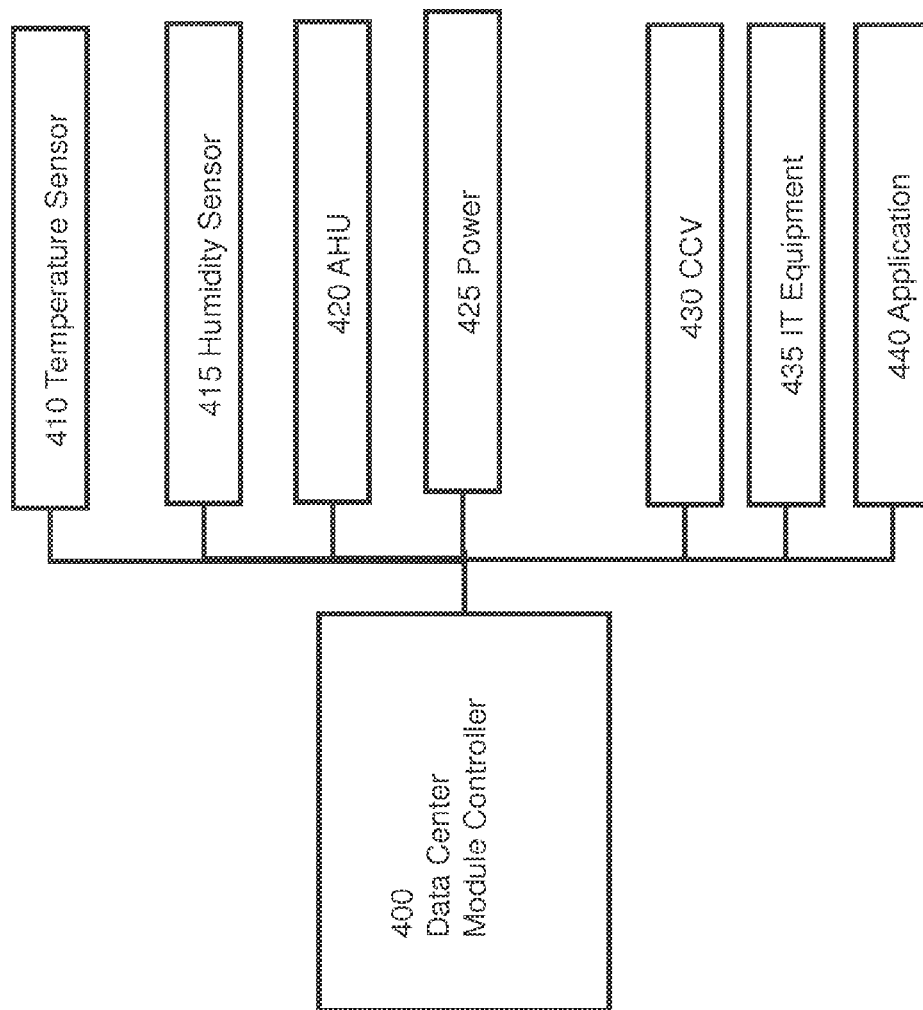 400
Data Center
Module Controller
410 Temperature Sensor
415 Humidity Sensor
420 AHU
425 Power
430 CCV
435 IT Equipment
440 Application